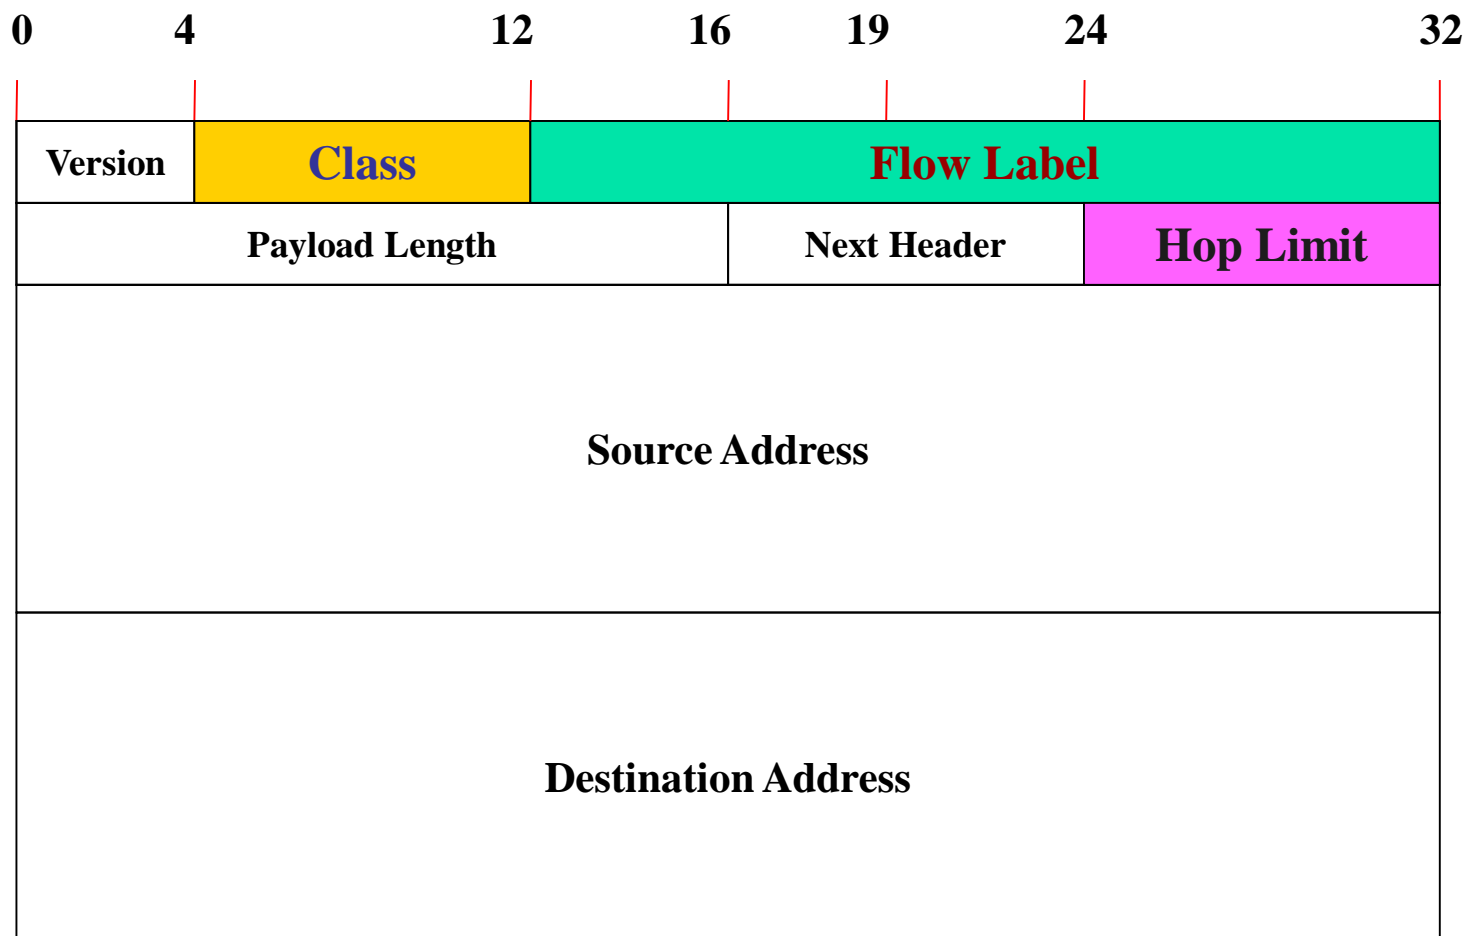 0 4 12 16 19 24 32
Version Class Flow Label
Payload Length Next Header Hop Limit
Source Address
Destination Address